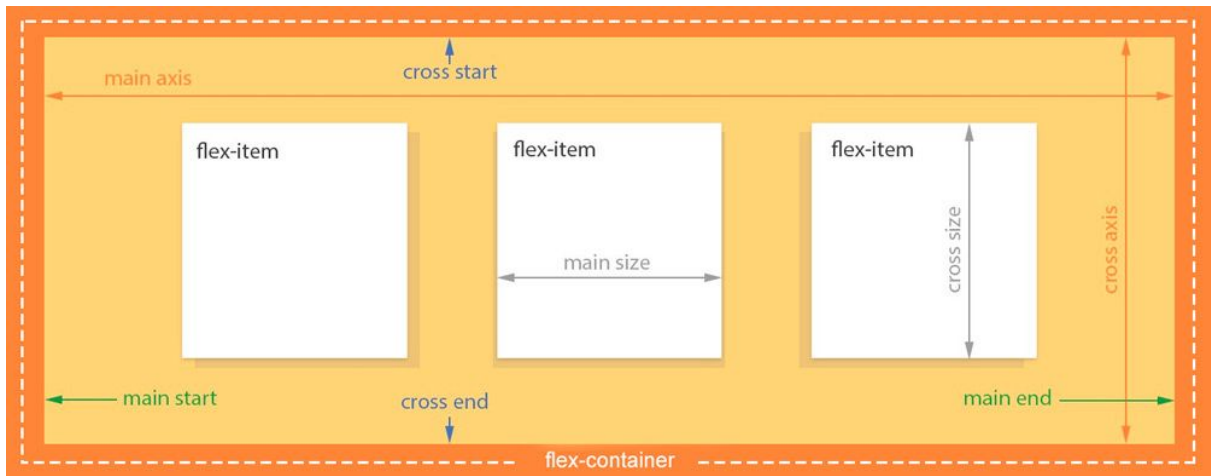 cross start
main axis
flex-item
flex-item
flex-item
main size
cross size
cross axis
main start
cross end
main end
flex-container